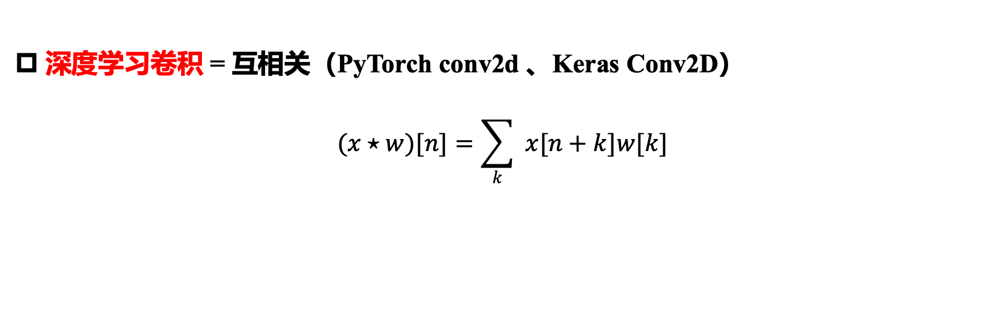 深度学习卷积 = 互相关（PyTorch conv2d 、Keras Conv2D）
(x ⋆ w)[n] = ∑_k x[n + k]w[k]